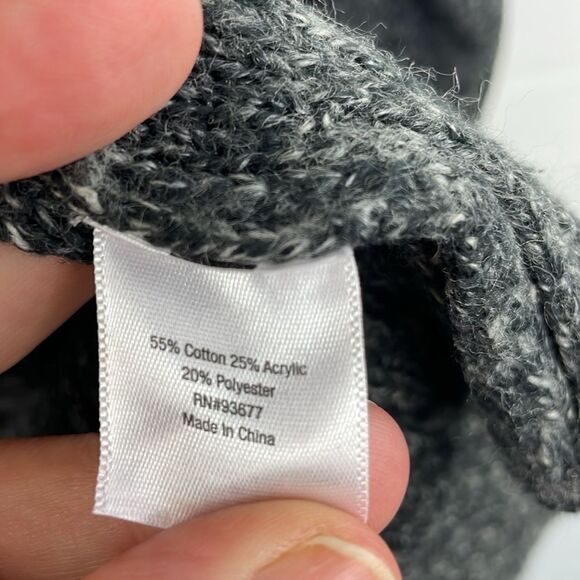 55% Cotton 25% Acrylic
20% Polyester
RN#93677
Made In China